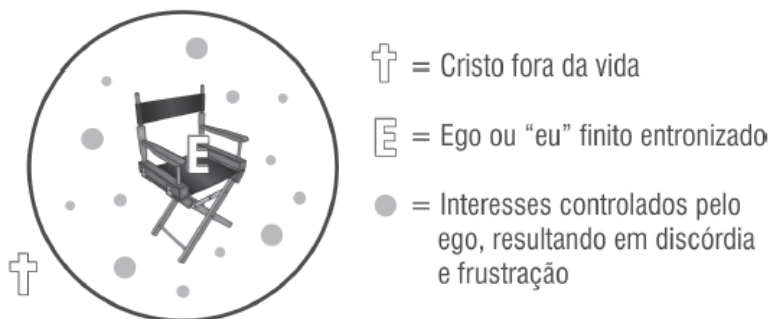 = Cristo fora da vida
E
E = Ego ou “eu” finito entronizado
= Interesses controlados pelo
ego, resultando em discórdia
e frustração